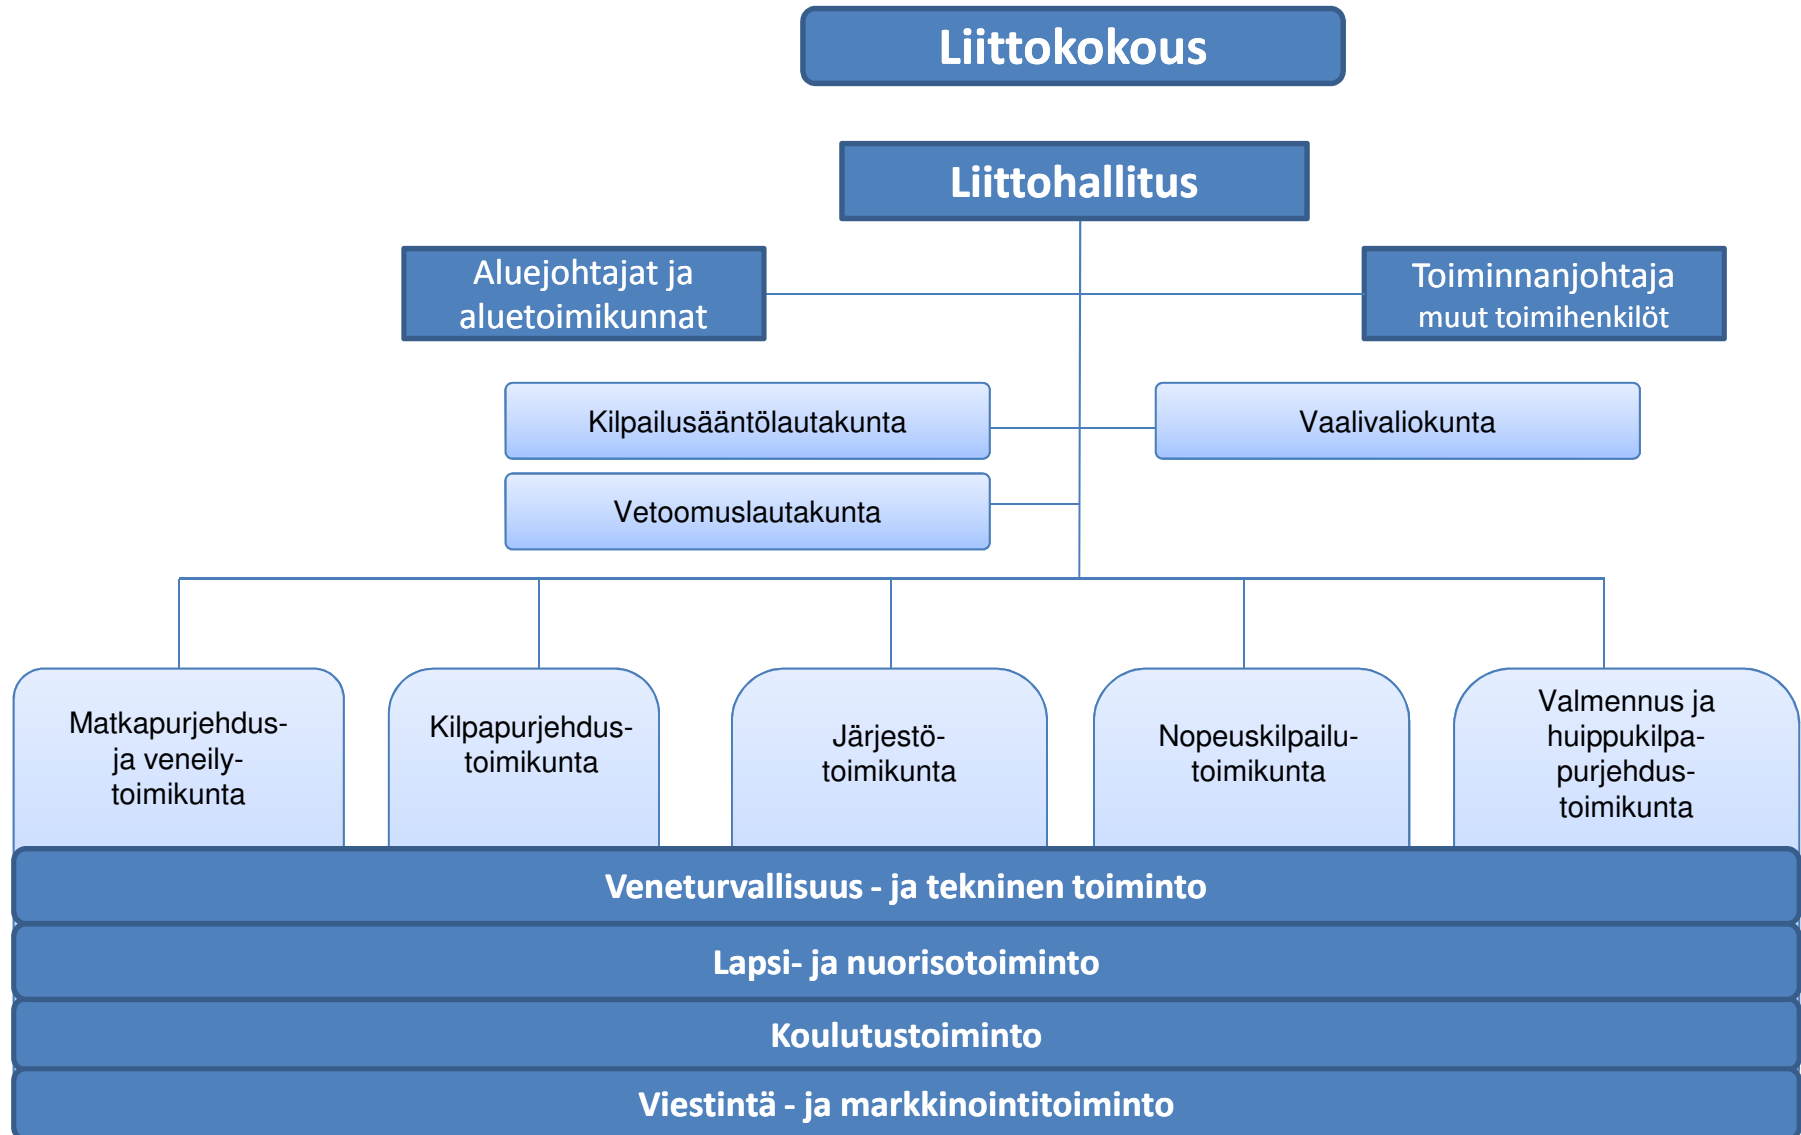 Liittokokous
Liittohallitus
Aluejohtajat ja
aluetoimikunnat
Toiminnanjohtaja
muut toimihenkilöt
Kilpailusääntölautakunta
Vaalivaliokunta
Vetoomuslautakunta
Matkapurjehdus-
ja veneily-
toimikunta
Kilpapurjehdus-
toimikunta
Järjestö-
toimikunta
Nopeuskilpailu-
toimikunta
Valmennus ja
huippukilpa-
purjehdus-
toimikunta
Veneturvallisuus - ja tekninen toiminto
Lapsi- ja nuorisotoiminto
Koulutustoiminto
Viestintä - ja markkinointitoiminto